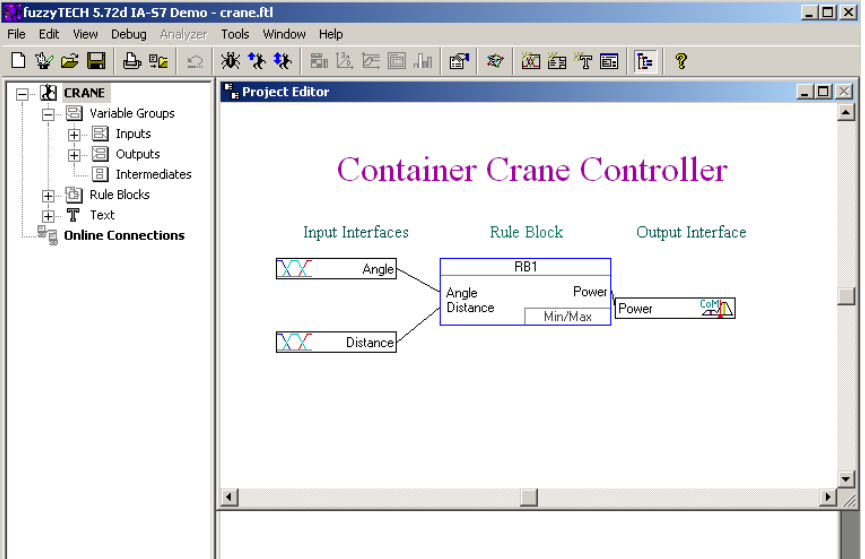 fuzzyTECH 5.72d IA-S7 Demo - crane.ftl
File Edit View Debug Analyzer Tools Window Help
CRANE
Variable Groups
Inputs
Outputs
Intermediates
Rule Blocks
T Text
Online Connections
Project Editor
Container Crane Controller
Input Interfaces Rule Block Output Interface
Angle
RB1
Angle Power
Distance
Min/Max
Power CoM
Distance